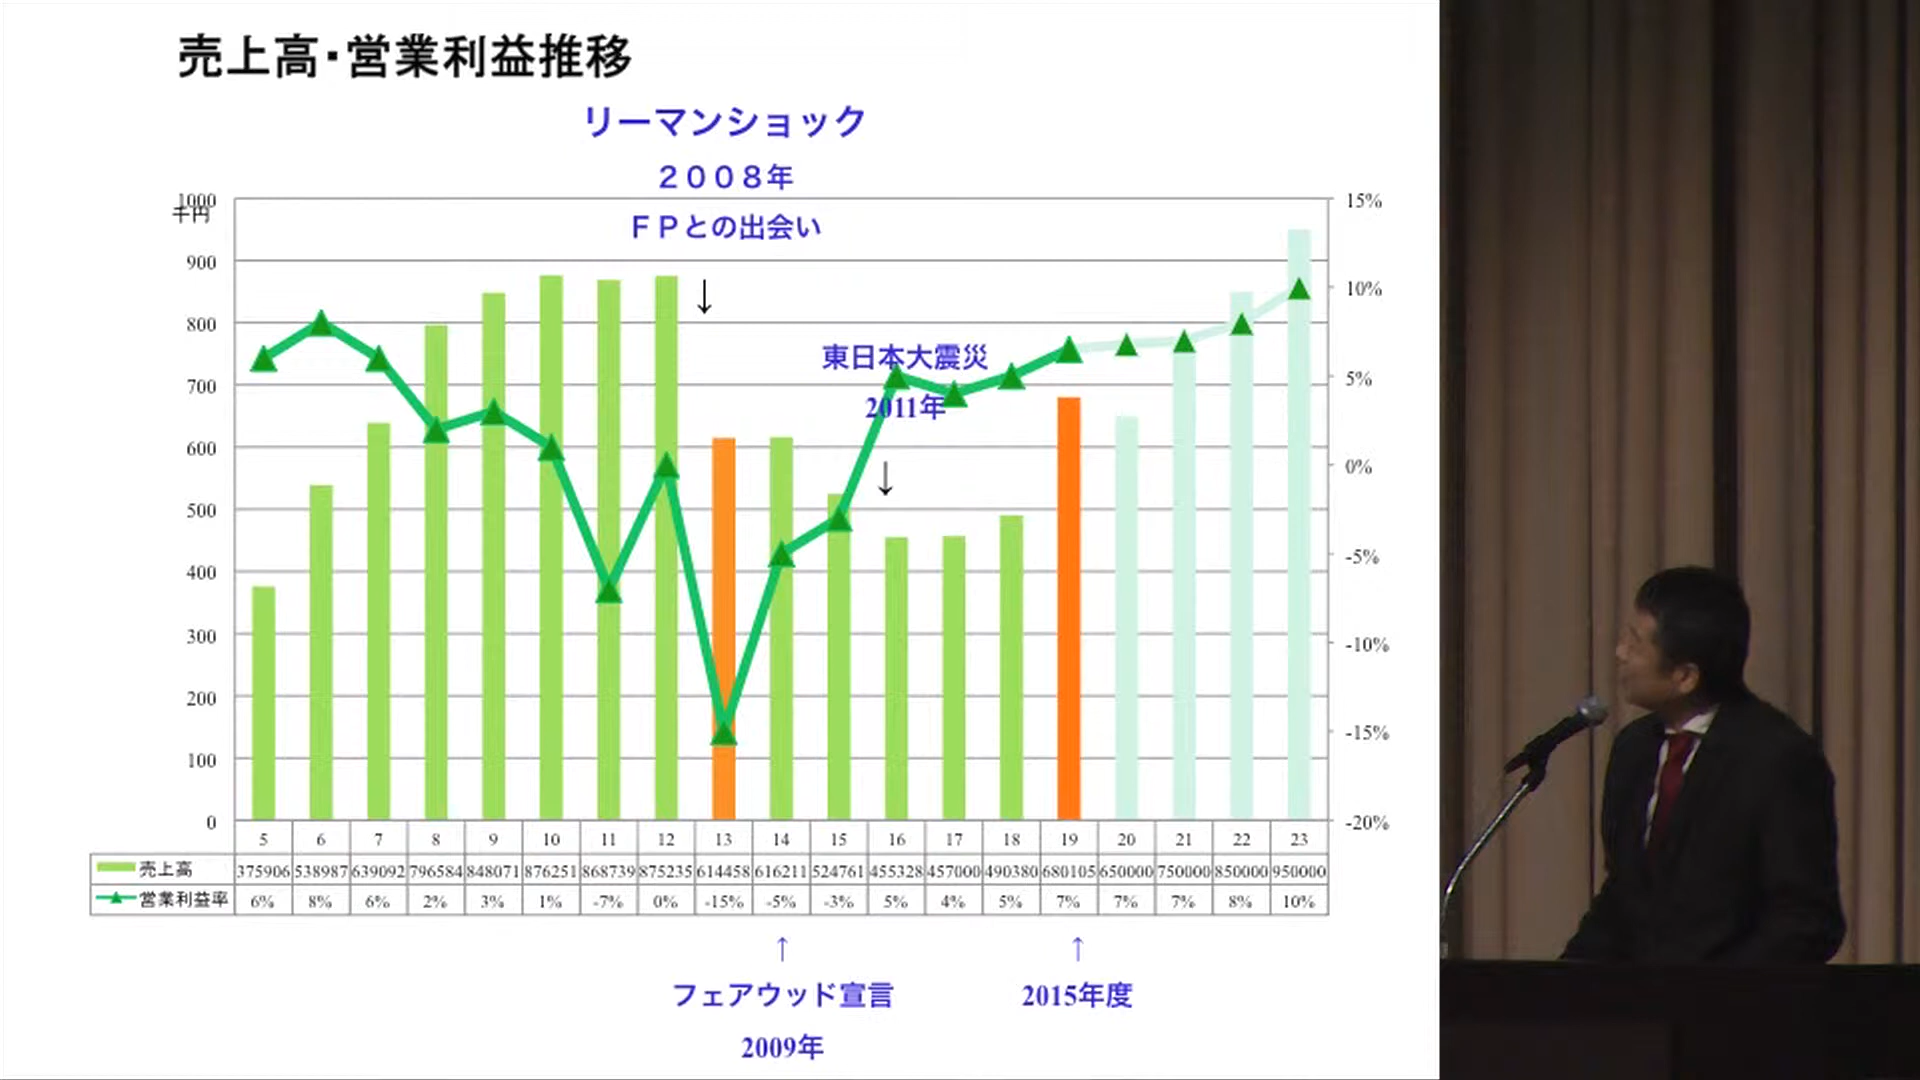 売上高・営業利益推移
リーマンショック
２００８年
ＦＰとの出会い
↓
東日本大震災
2011年
↓
千円
1000
900
800
700
600
500
400
300
200
100
0
15%
10%
5%
0%
-5%
-10%
-15%
-20%
5 6 7 8 9 10 11 12 13 14 15 16 17 18 19 20 21 22 23
売上高 375906 538987 639092 796584 848071 876251 868739 875235 614458 616211 524761 455328 457000 490380 680105 650000 750000 850000 950000
営業利益率 6% 8% 6% 2% 3% 1% -7% 0% -15% -5% -3% 5% 4% 5% 7% 7% 7% 8% 10%
↑ ↑
フェアウッド宣言 2015年度
2009年